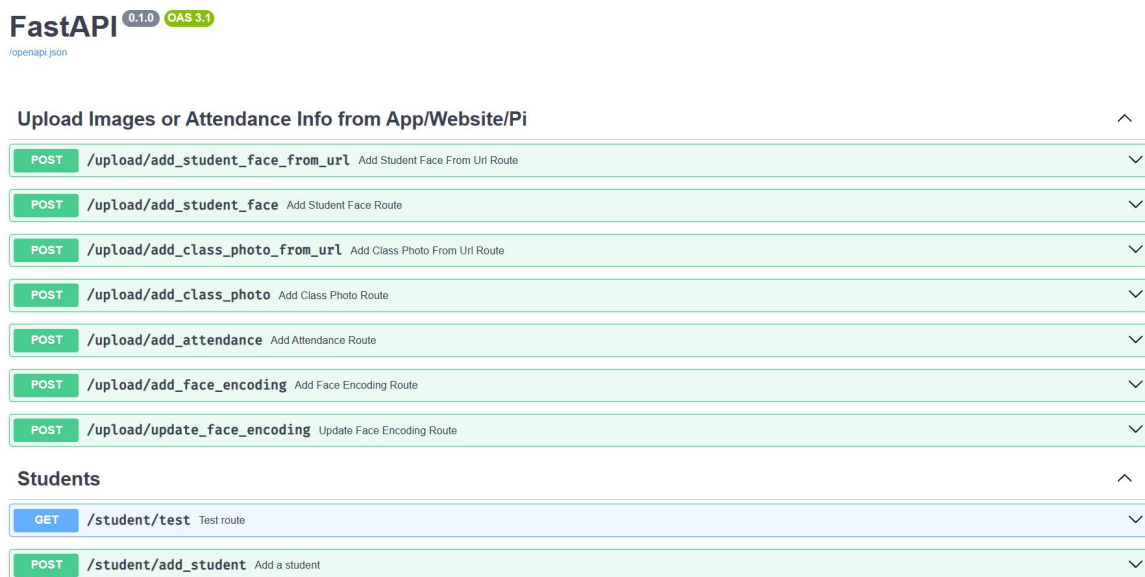 FastAPI 0.1.0 OAS 3.1
/openapi.json
Upload Images or Attendance Info from App/Website/Pi
POST /upload/add_student_face_from_url Add Student Face From Url Route
POST /upload/add_student_face Add Student Face Route
POST /upload/add_class_photo_from_url Add Class Photo From Url Route
POST /upload/add_class_photo Add Class Photo Route
POST /upload/add_attendance Add Attendance Route
POST /upload/add_face_encoding Add Face Encoding Route
POST /upload/update_face_encoding Update Face Encoding Route
Students
GET /student/test Test route
POST /student/add_student Add a student